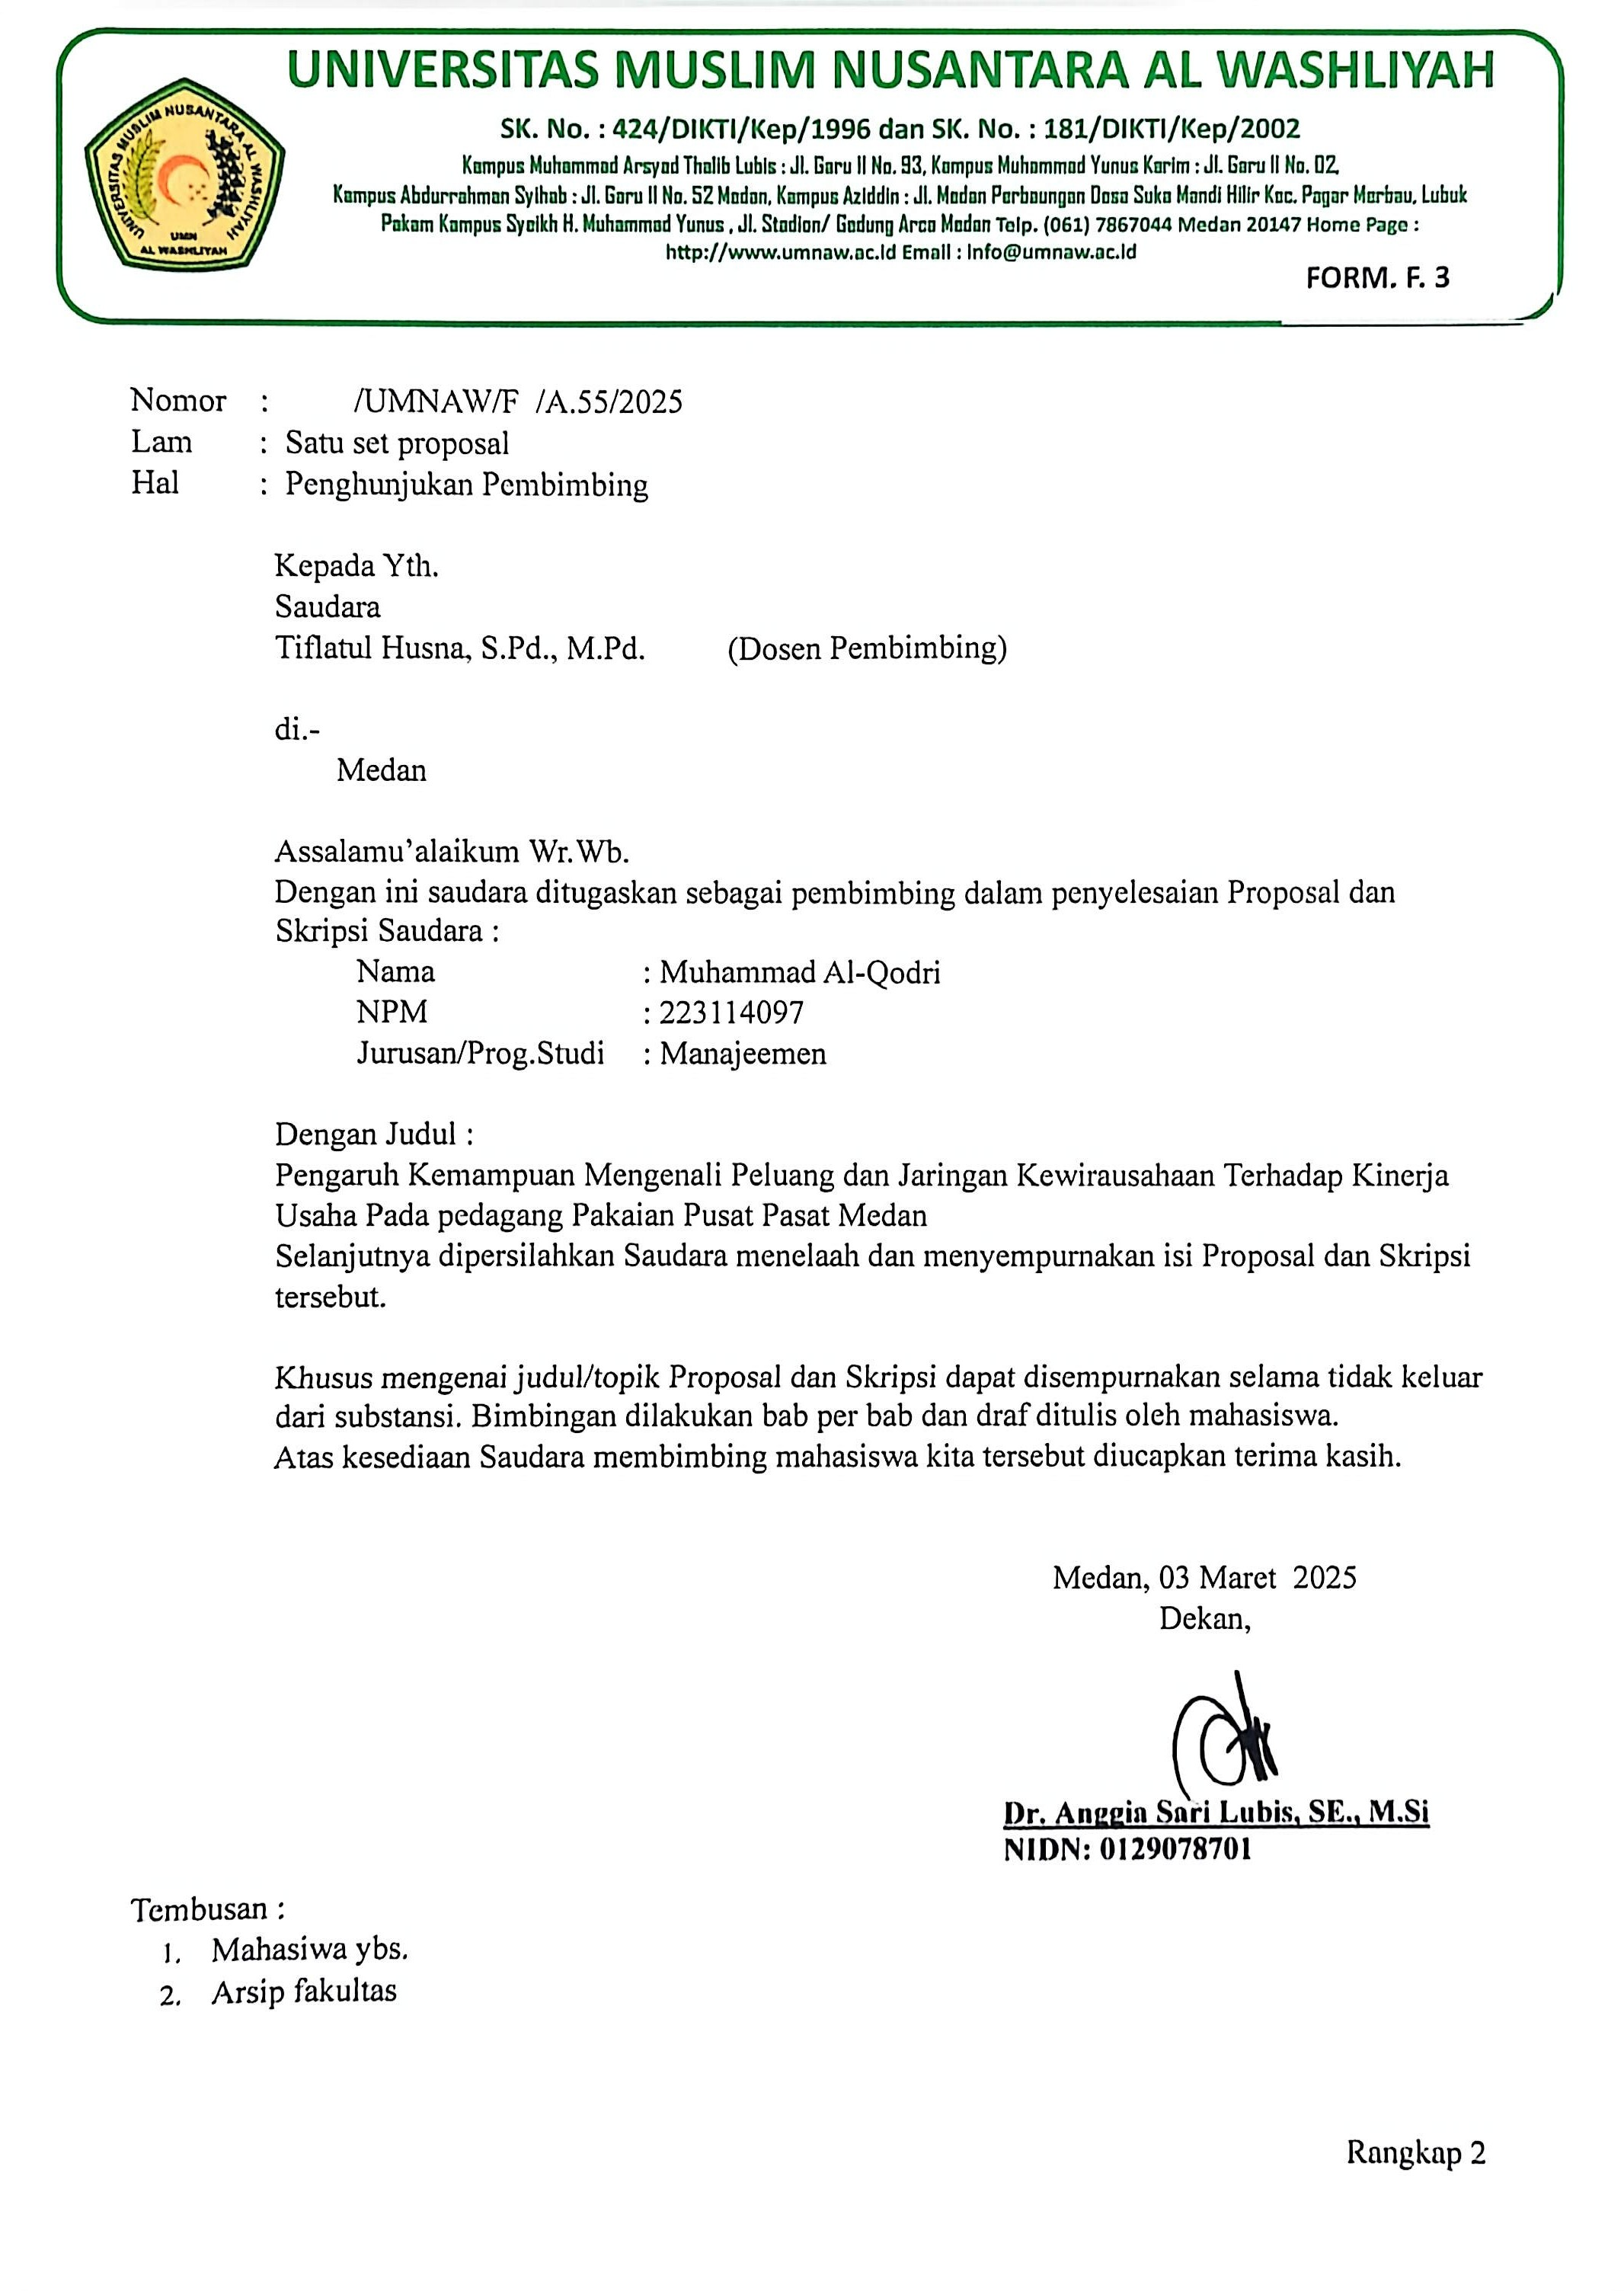 UNIVERSITAS MUSLIM NUSANTARA AL WASHLIYAH
SK. No. : 424/DIKTI/Kep/1996 dan SK. No. : 181/DIKTI/Kep/2002
Kampus Muhammad Arsyad Thalib Lubis : Jl. Garu II No. 93, Kampus Muhammad Yunus Karim : Jl. Garu II No. 02,
Kampus Abdurrahman Syihab : Jl. Garu II No. 52 Medan, Kampus Aziddin : Jl. Medan Perbaungan Desa Suka Mandi Hilir Kec. Pagar Merbau, Lubuk
Pakam Kampus Syeikh H. Muhammad Yunus , Jl. Stadion/ Gedung Arca Medan Telp. (061) 7867044 Medan 20147 Home Page :
http://www.umnaw.ac.id Email : info@umnaw.ac.id
FORM. F. 3
UNIVERSITAS MUSLIM NUSANTARA AL WASHLIYAH
UMN
AL WASHLIYAH
Nomor : /UMNAW/F /A.55/2025
Lam : Satu set proposal
Hal : Penghunjukan Pembimbing
Kepada Yth.
Saudara
Tiflatul Husna, S.Pd., M.Pd. (Dosen Pembimbing)
di.-
Medan
Assalamu’alaikum Wr.Wb.
Dengan ini saudara ditugaskan sebagai pembimbing dalam penyelesaian Proposal dan
Skripsi Saudara :
Nama : Muhammad Al-Qodri
NPM : 223114097
Jurusan/Prog.Studi : Manajeemen
Dengan Judul :
Pengaruh Kemampuan Mengenali Peluang dan Jaringan Kewirausahaan Terhadap Kinerja
Usaha Pada pedagang Pakaian Pusat Pasat Medan
Selanjutnya dipersilahkan Saudara menelaah dan menyempurnakan isi Proposal dan Skripsi
tersebut.
Khusus mengenai judul/topik Proposal dan Skripsi dapat disempurnakan selama tidak keluar
dari substansi. Bimbingan dilakukan bab per bab dan draf ditulis oleh mahasiswa.
Atas kesediaan Saudara membimbing mahasiswa kita tersebut diucapkan terima kasih.
Medan, 03 Maret 2025
Dekan,
Dr. Anggia Sari Lubis, SE., M.Si
NIDN: 0129078701
Tembusan :
1. Mahasiwa ybs.
2. Arsip fakultas
Rangkap 2